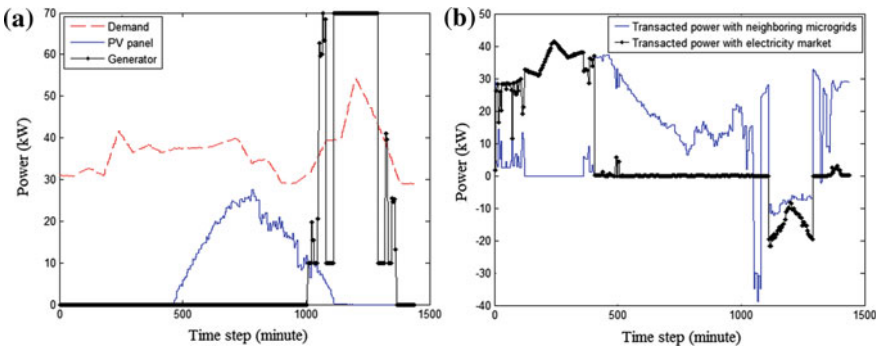 (a)
70
60
50
40
30
20
10
0
Power (kW)
Demand
PV panel
Generator
0
500
1000
1500
Time step (minute)
(b)
50
40
30
20
10
0
-10
-20
-30
-40
Power (kW)
Transacted power with neighboring microgrids
Transacted power with electricity market
0
500
1000
1500
Time step (minute)